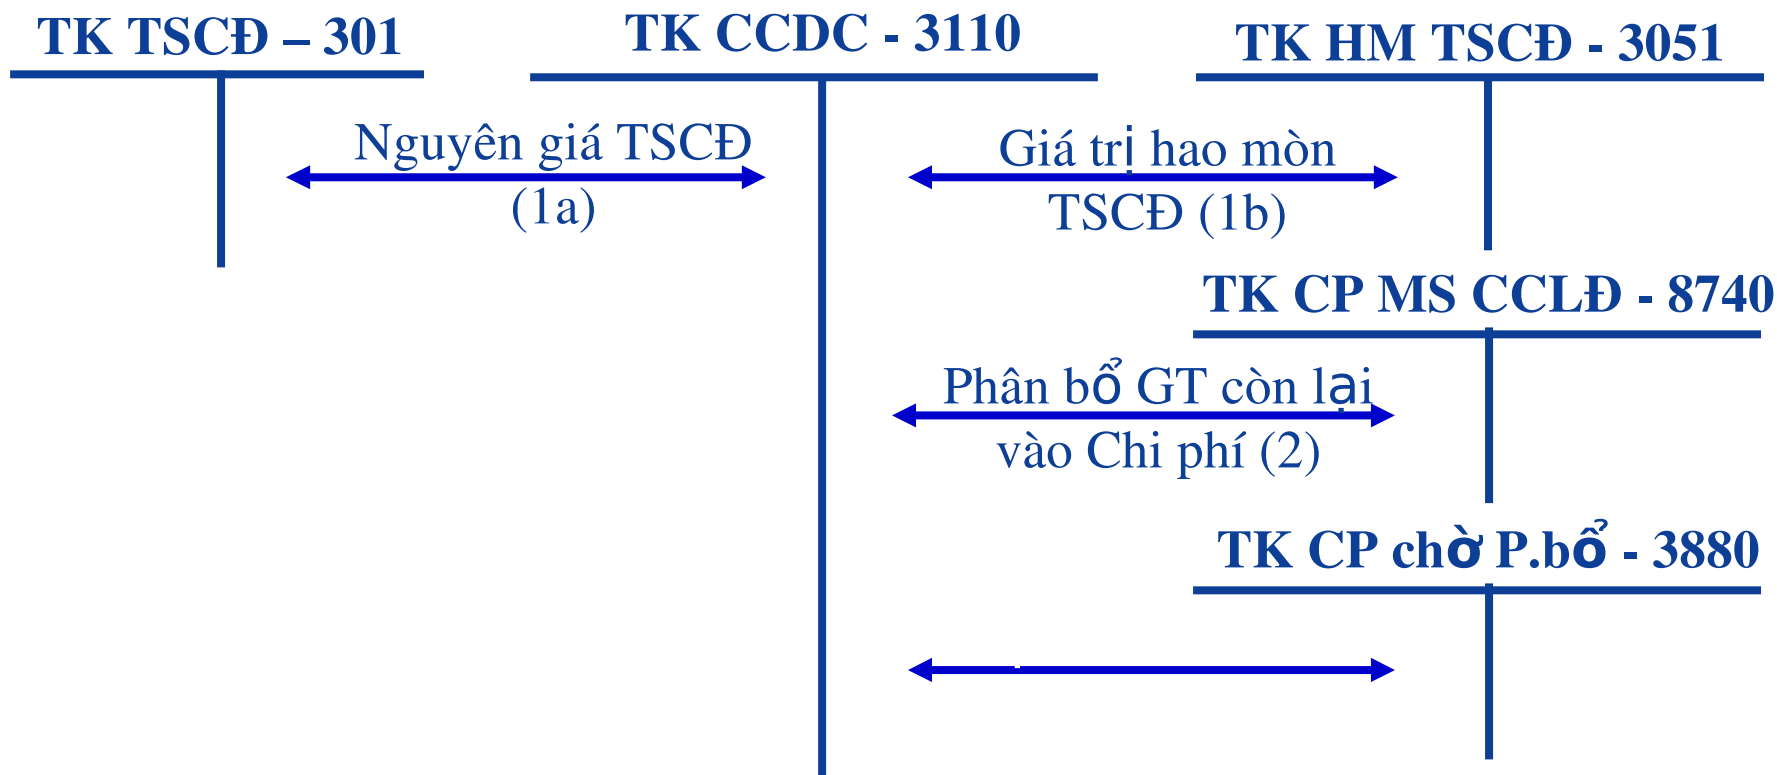 TK TSCĐ – 301
TK CCDC - 3110
TK HM TSCĐ - 3051
Nguyên giá TSCĐ
(1a)
Giá trị hao mòn
TSCĐ (1b)
TK CP MS CCLĐ - 8740
Phân bổ GT còn lại
vào Chi phí (2)
TK CP chờ P.bổ - 3880